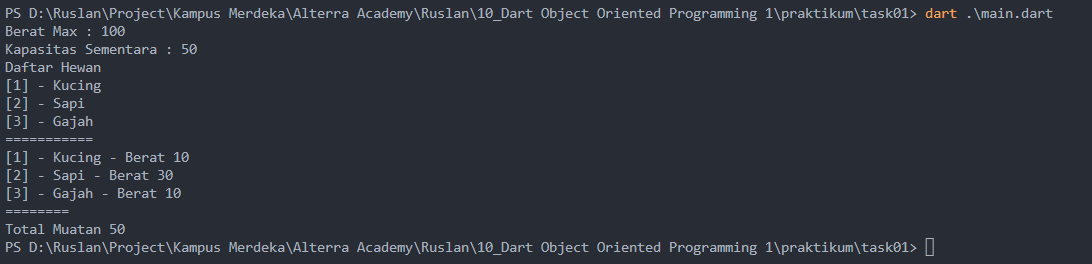 PS D:\Ruslan\Project\Kampus Merdeka\Alterra Academy\Ruslan\10_Dart Object Oriented Programming 1\praktikum\task01> dart .\main.dart
Berat Max : 100
Kapasitas Sementara : 50
Daftar Hewan
[1] - Kucing
[2] - Sapi
[3] - Gajah
===========
[1] - Kucing - Berat 10
[2] - Sapi - Berat 30
[3] - Gajah - Berat 10
========
Total Muatan 50
PS D:\Ruslan\Project\Kampus Merdeka\Alterra Academy\Ruslan\10_Dart Object Oriented Programming 1\praktikum\task01>